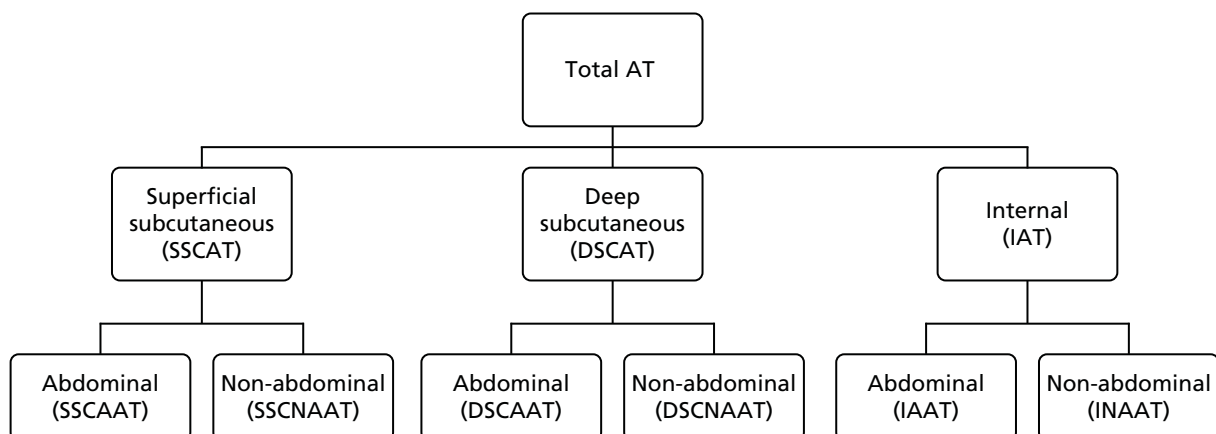 Total AT
Superficial
subcutaneous
(SSCAT)
Deep
subcutaneous
(DSCAT)
Internal
(IAT)
Abdominal
(SSCAAT)
Non-abdominal
(SSCNAAT)
Abdominal
(DSCAAT)
Non-abdominal
(DSCNAAT)
Abdominal
(IAAT)
Non-abdominal
(INAAT)